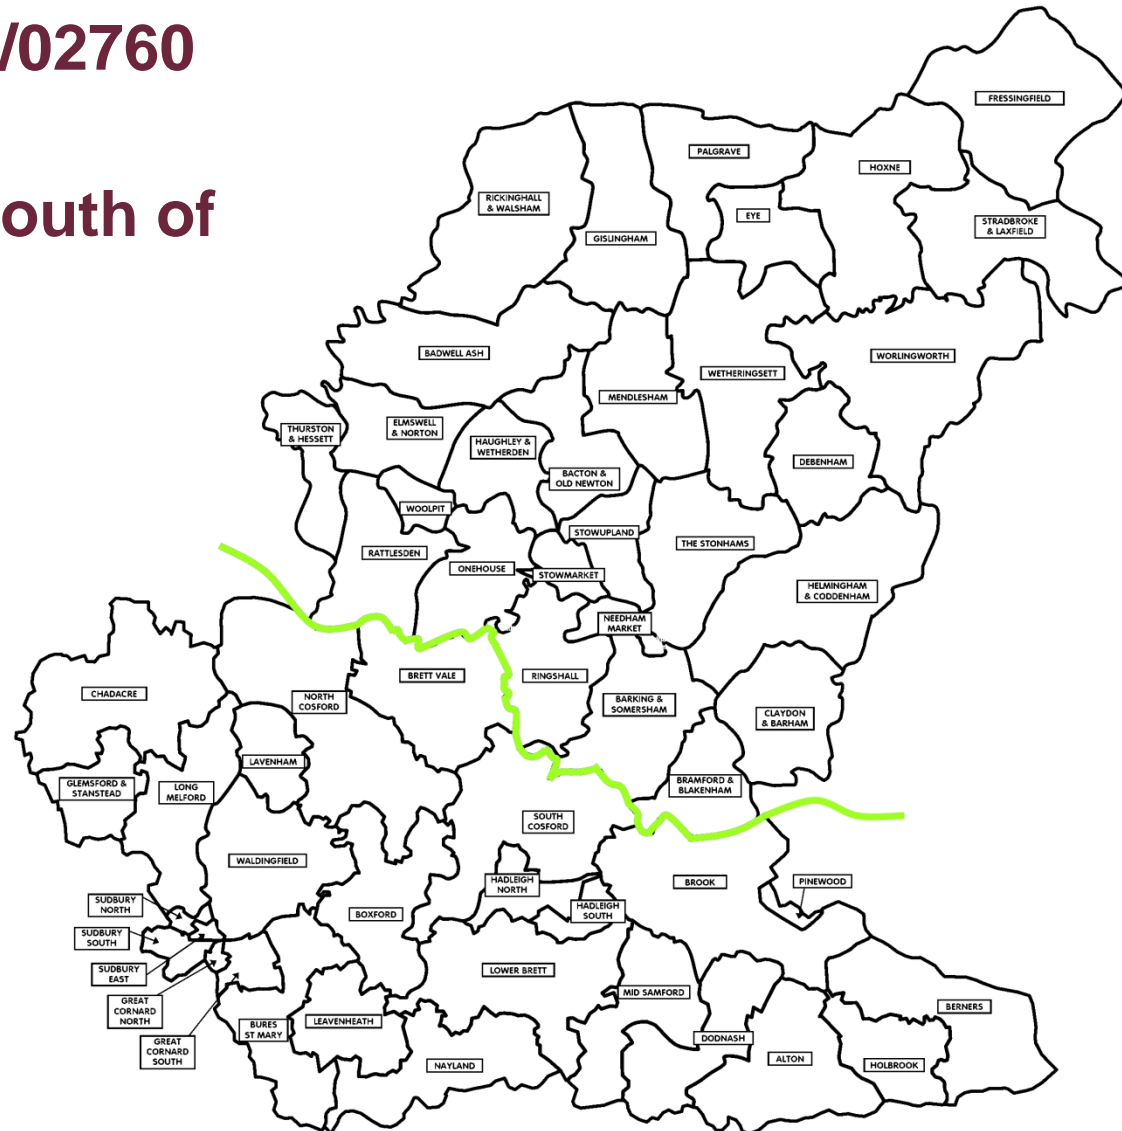 /02760
outh of
FRESSINGFIELD
PALGRAVE
HOXNE
RICKINGHALL
& WALSHAM
EYE
STRADBROKE
& LAXFIELD
GISLINGHAM
BADWELL ASH
WORLINGWORTH
WETHERINGSETT
MENDLESHAM
THURSTON
& HESSETT
ELMSWELL
& NORTON
HAUGHLEY &
WETHERDEN
DEBENHAM
BACTON &
OLD NEWTON
WOOLPIT
STOWUPLAND
THE STONHAMS
RATTLESDEN
ONEHOUSE
STOWMARKET
HELMINGHAM
& CODDENHAM
NEEDHAM
MARKET
CHADACRE
NORTH
COSFORD
BRETT VALE
RINGSHALL
BARKING &
SOMERSHAM
CLAYDON
& BARHAM
LAVENHAM
GLEMSFORD &
STANSTEAD
LONG
MELFORD
BRAMFORD &
BLAKENHAM
SOUTH
COSFORD
WALDINGFIELD
HADLEIGH
NORTH
BROOK
PINEWOOD
SUDBURY
NORTH
BOXFORD
HADLEIGH
SOUTH
SUDBURY
SOUTH
SUDBURY
EAST
LOWER BRETT
MID SAMFORD
GREAT
CORNARD
NORTH
BERNERS
BURES
ST MARY
LEAVENHEATH
GREAT
CORNARD
SOUTH
DODNASH
NAYLAND
ALTON
HOLBROOK